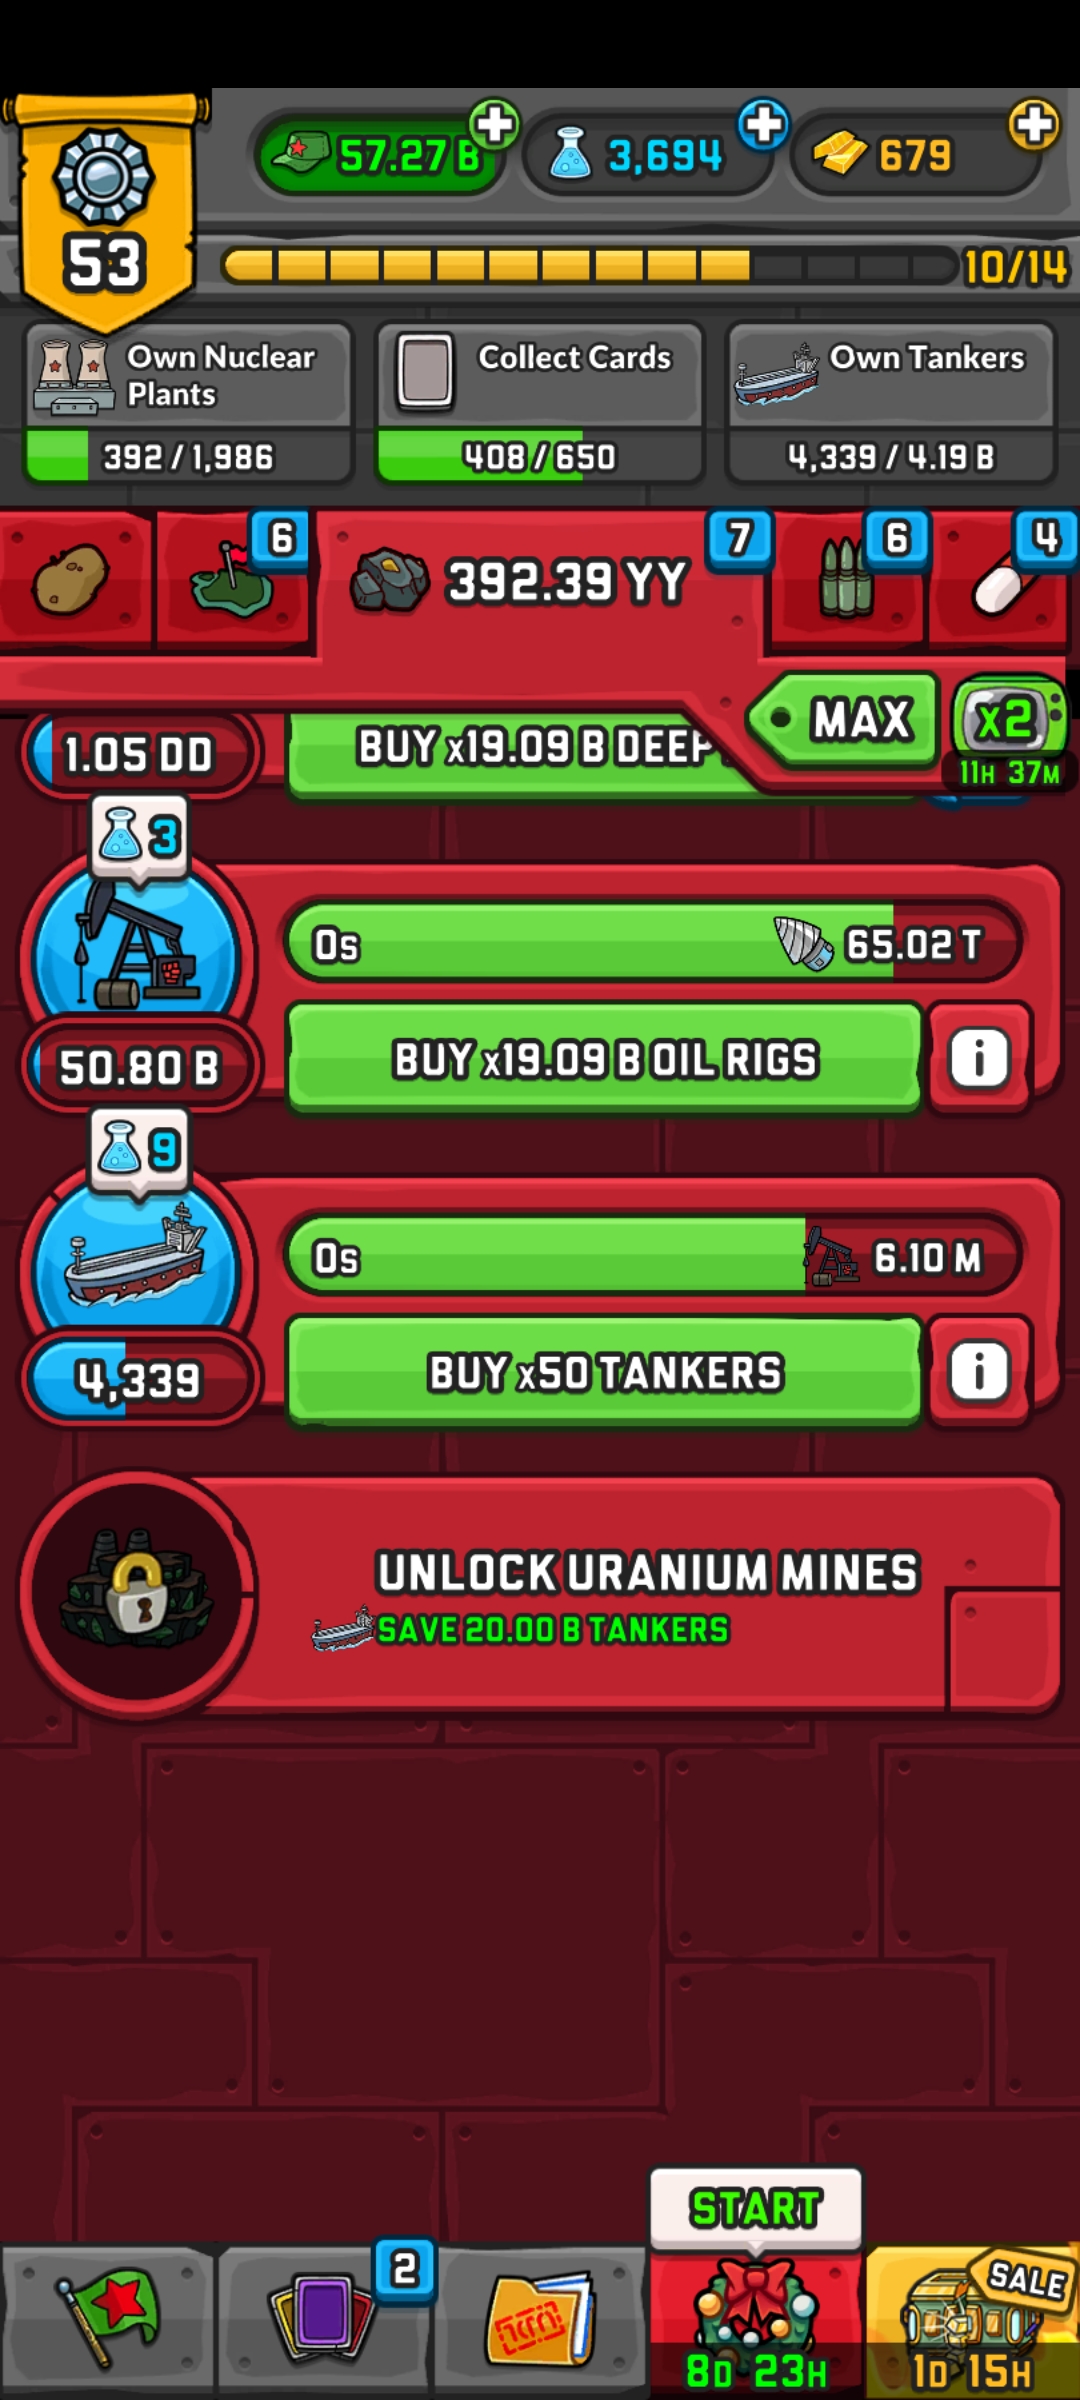 57.27 B
3,694
679
53
10/14
Own Nuclear
Plants
392 / 1,986
Collect Cards
408 / 650
Own Tankers
4,339 / 4.19 B
6
392.39 YY
7
6
4
MAX
x2
11H 37M
1.05 DD
BUY x19.09 B DEEP
3
0s
65.02 T
50.80 B
BUY x19.09 B OIL RIGS
i
9
0s
6.10 M
4,339
BUY x50 TANKERS
i
UNLOCK URANIUM MINES
SAVE 20.00 B TANKERS
START
2
SALE
8D 23H
1D 15H